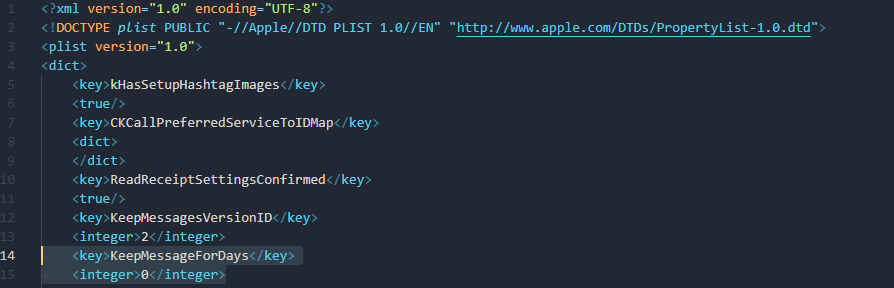 1 <?xml version="1.0" encoding="UTF-8"?>
2 <!DOCTYPE plist PUBLIC "-//Apple//DTD PLIST 1.0//EN" "http://www.apple.com/DTDs/PropertyList-1.0.dtd">
3 <plist version="1.0">
4 <dict>
5     <key>kHasSetupHashtagImages</key>
6     <true/>
7     <key>CKCallPreferredServiceToIDMap</key>
8     <dict>
9     </dict>
10     <key>ReadReceiptSettingsConfirmed</key>
11     <true/>
12     <key>KeepMessagesVersionID</key>
13     <integer>2</integer>
14     <key>KeepMessageForDays</key>
15     <integer>0</integer>